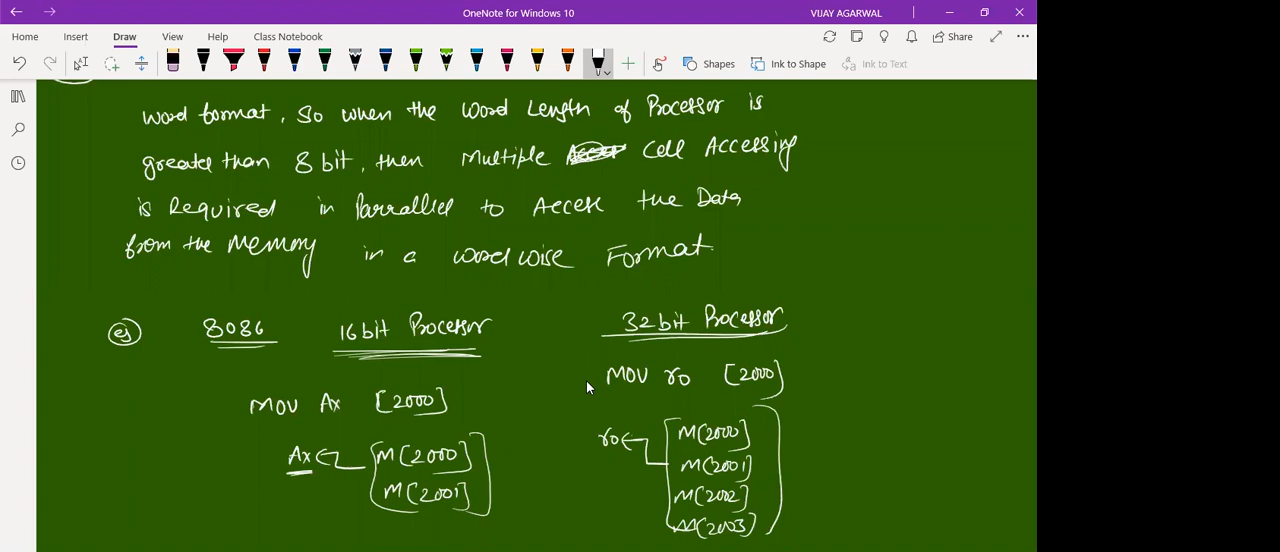 OneNote for Windows 10
VIJAY AGARWAL
Home Insert Draw View Help Class Notebook
Share
Shapes Ink to Shape Ink to Text
word format, so when the word Length of Processor is
greater than 8 bit, then Multiple Cell Accessing
is Required in Parrallel to Access the Data
from the Memory in a word wise Format
eg 8086 16 bit Processor
MOV Ax [2000]
Ax ← M[2000]
M[2001]
32 bit Processor
MOV r0 [2000]
r0 ← M[2000]
M[2001]
M[2002]
M[2003]